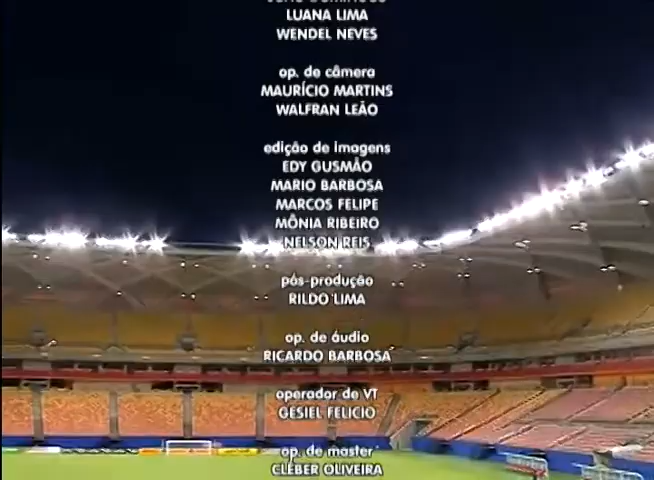 LUANA LIMA
WENDEL NEVES
op. de câmera
MAURÍCIO MARTINS
WALFRAN LEÃO
edição de imagens
EDY GUSMÃO
MARIO BARBOSA
MARCOS FELIPE
MÔNIA RIBEIRO
NELSON REIS
pós-produção
RILDO LIMA
op. de áudio
RICARDO BARBOSA
operador de VT
GESIEL FELICIO
op. de master
CLEBER OLIVEIRA